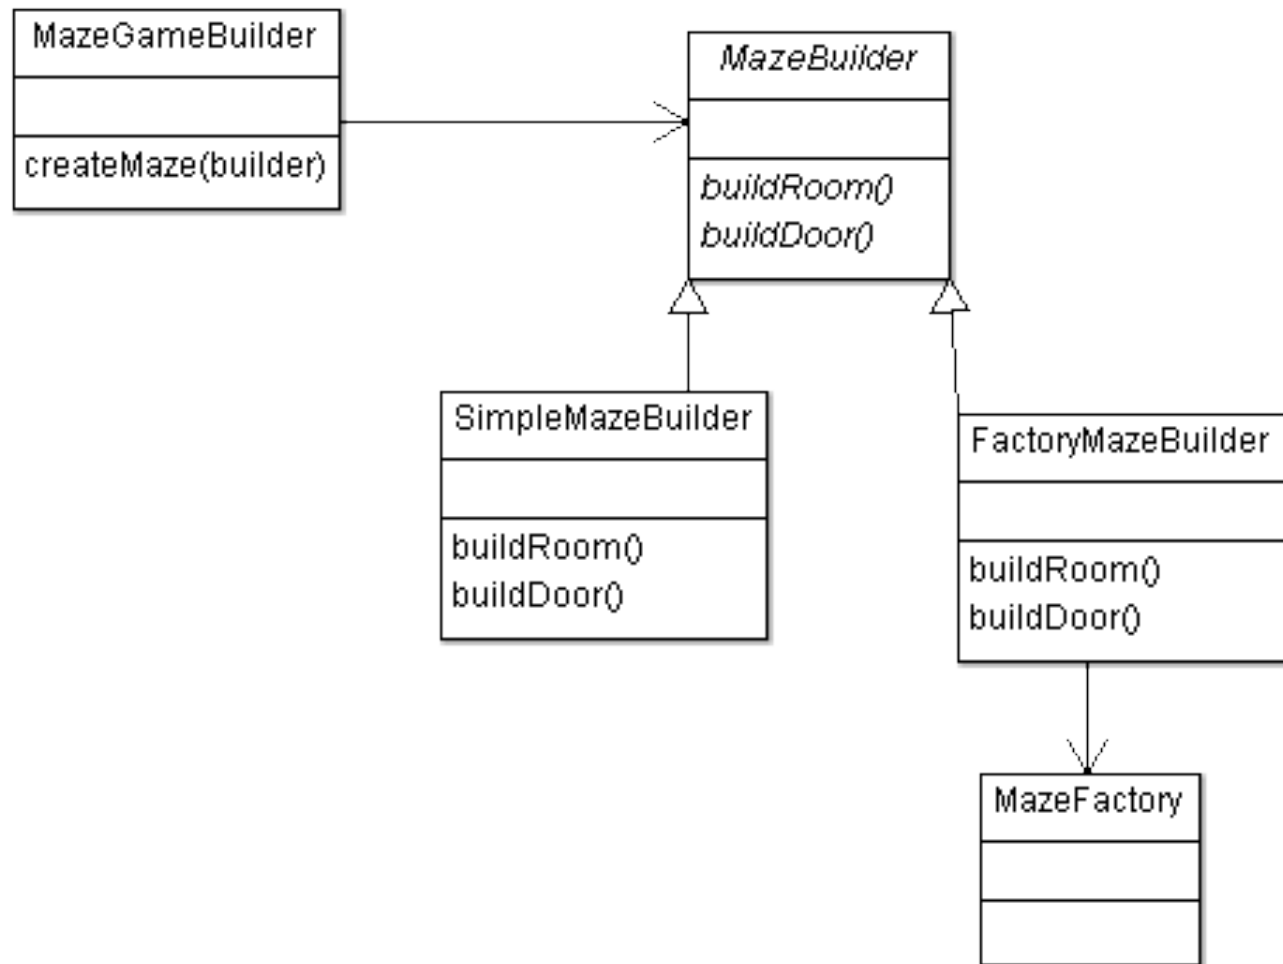 MazeGameBuilder
createMaze(builder)
MazeBuilder
buildRoom()
buildDoor()
SimpleMazeBuilder
buildRoom()
buildDoor()
FactoryMazeBuilder
buildRoom()
buildDoor()
MazeFactory